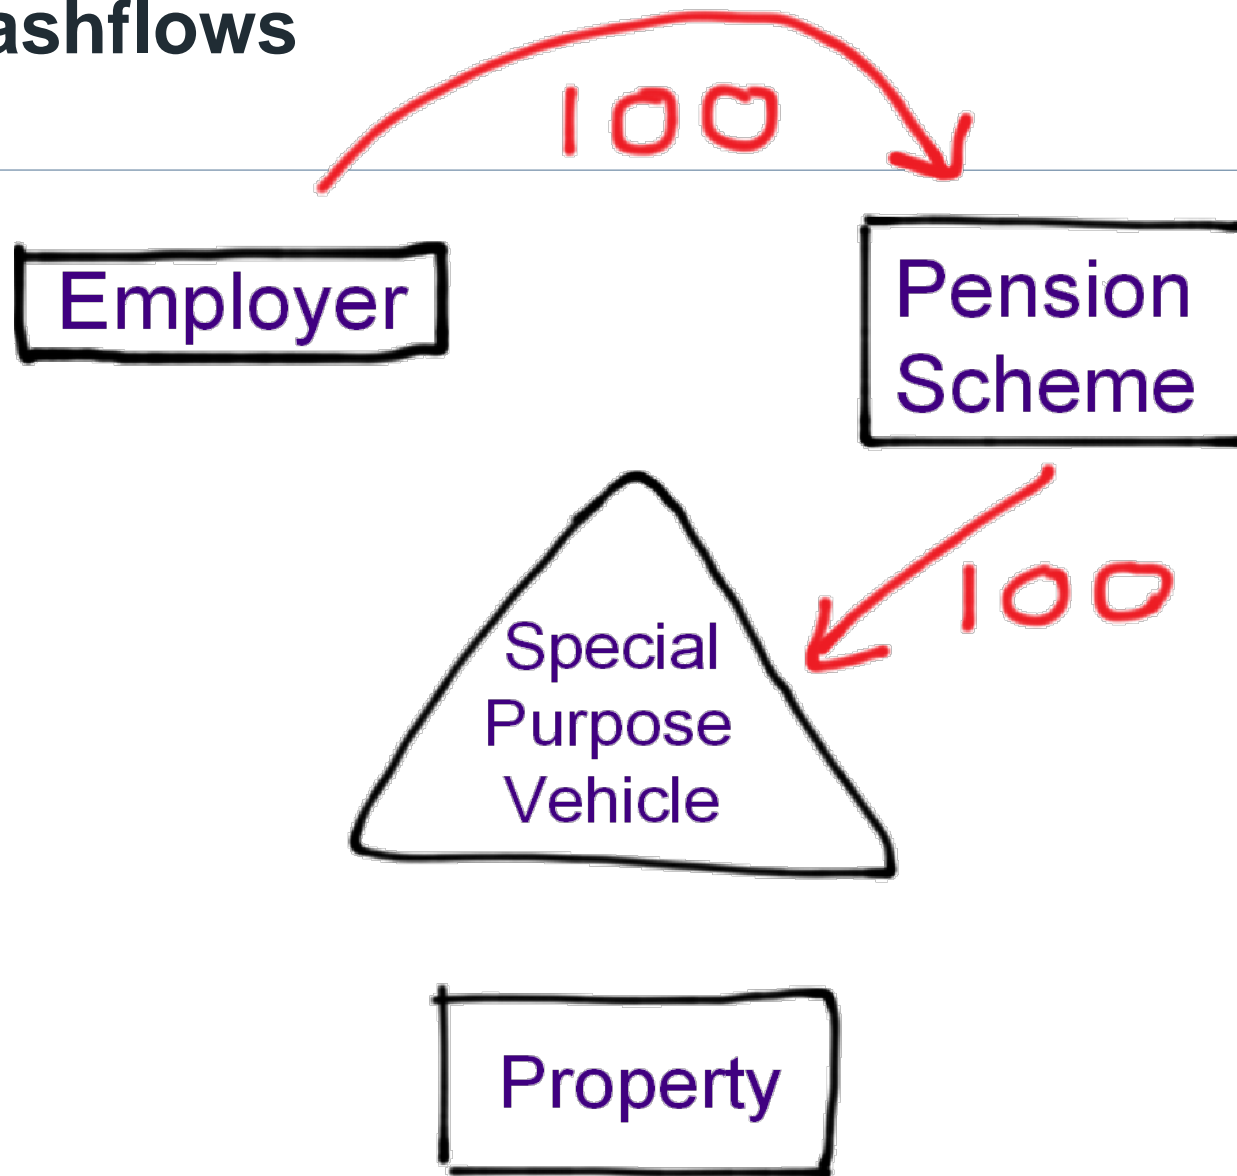 ashflows
100
Employer
Pension
Scheme
100
Special
Purpose
Vehicle
Property